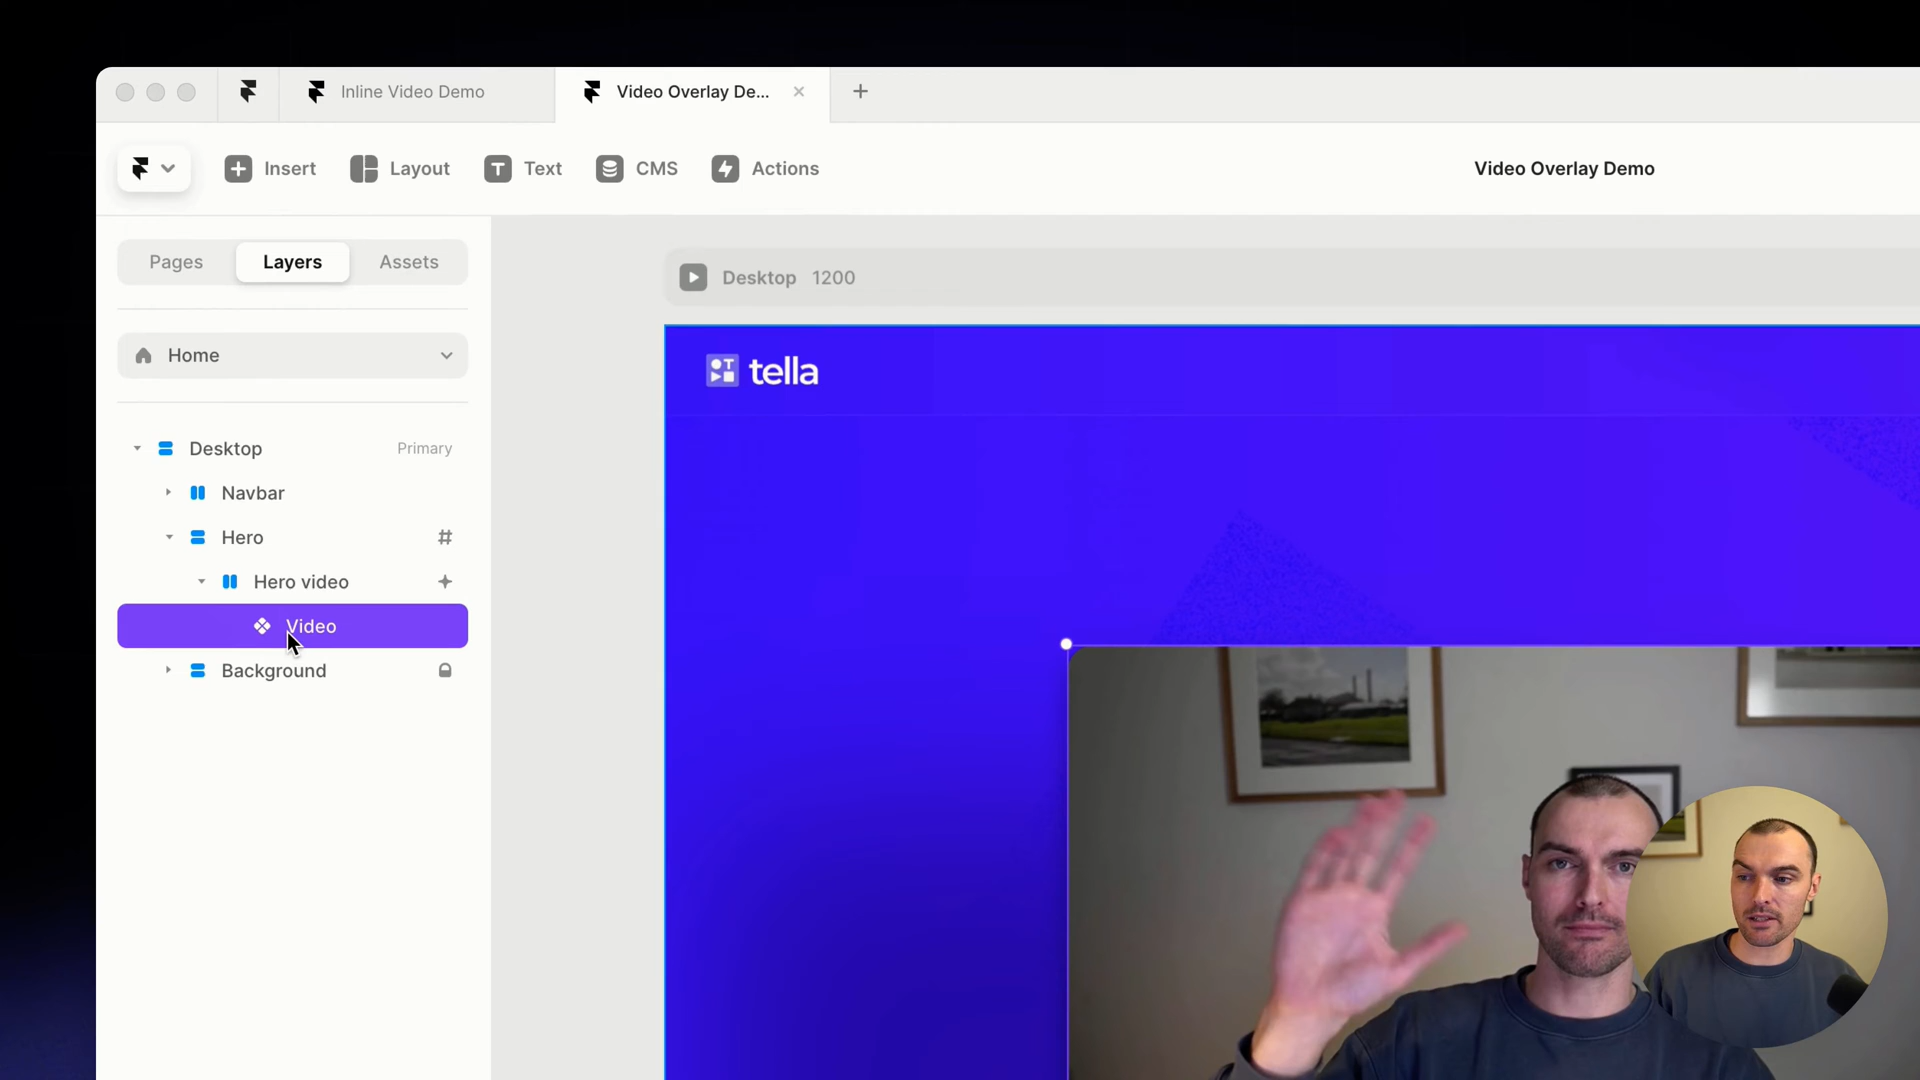 Inline Video Demo
Video Overlay De...
Insert
Layout
Text
CMS
Actions
Video Overlay Demo
Pages
Layers
Assets
Desktop 1200
Home
tella
Desktop
Primary
Navbar
Hero
Hero video
Video
Background